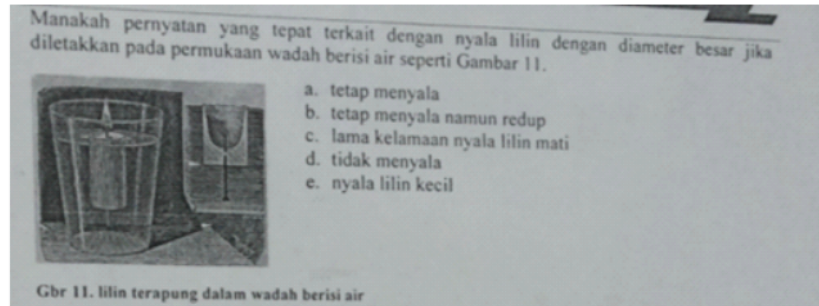 Manakah pernyatan yang tepat terkait dengan nyala lilin dengan diameter besar jika
diletakkan pada permukaan wadah berisi air seperti Gambar 11.
a. tetap menyala
b. tetap menyala namun redup
c. lama kelamaan nyala lilin mati
d. tidak menyala
e. nyala lilin kecil
Gbr 11. lilin terapung dalam wadah berisi air